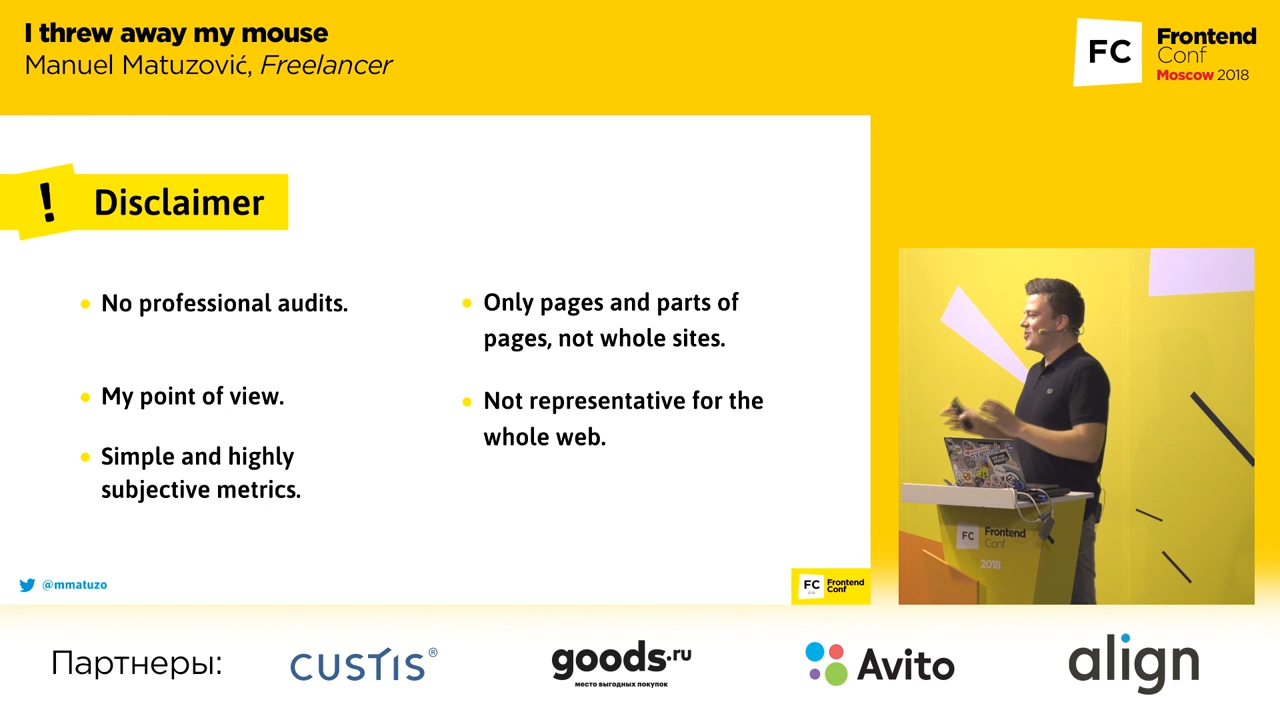 I threw away my mouse
Manuel Matuzović, Freelancer
FC
Frontend
Conf
Moscow 2018
!
Disclaimer
No professional audits.
My point of view.
Simple and highly
subjective metrics.
Only pages and parts of
pages, not whole sites.
Not representative for the
whole web.
@mmatuzo
FC
Frontend
Conf
FC
Frontend
Conf
2018
Партнеры:
CUSTIS®
goods.ru
место выгодных покупок
Avito
align